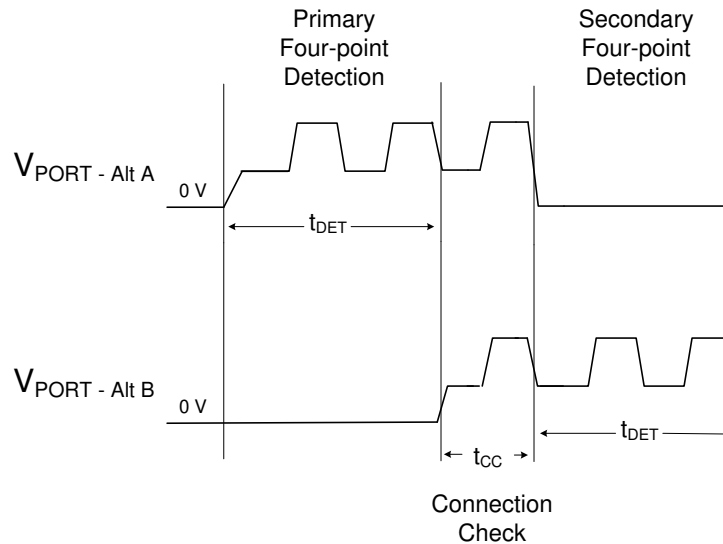 Primary
Four-point
Detection
Secondary
Four-point
Detection
VPORT - Alt A
0 V
tDET
VPORT - Alt B
0 V
tDET
tCC
Connection
Check